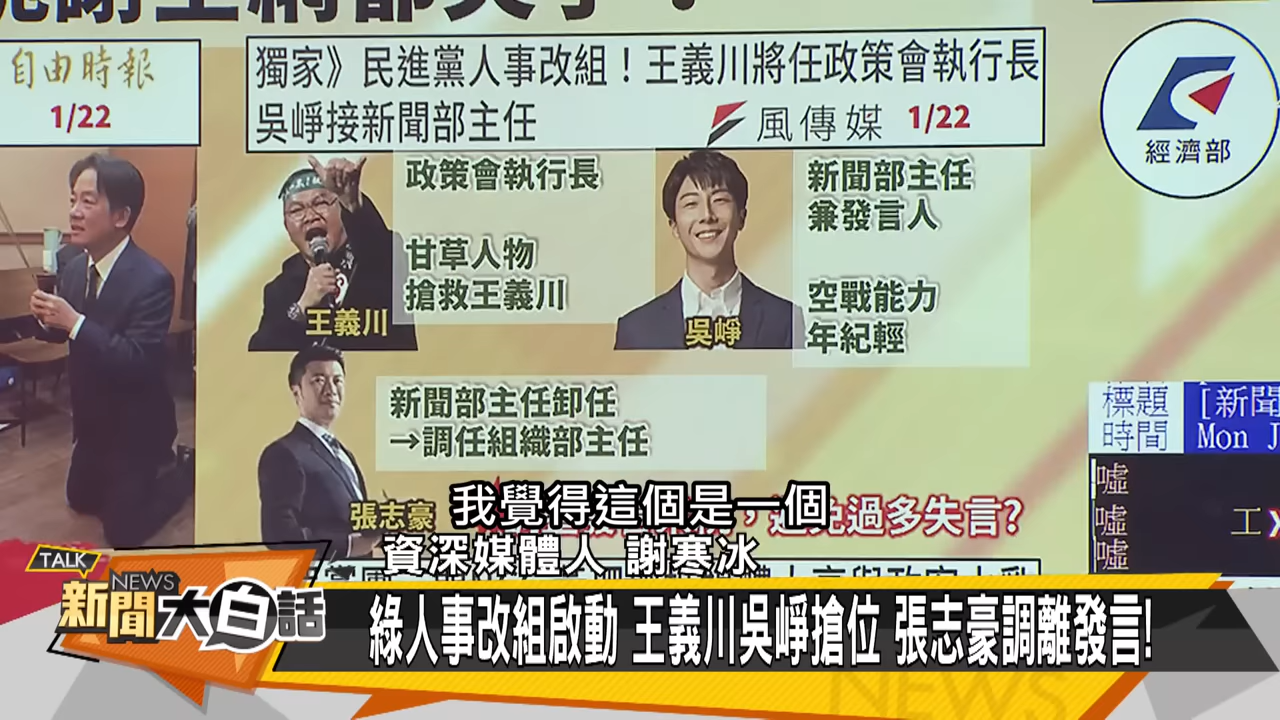 自由時報
1/22
獨家》民進黨人事改組！王義川將任政策會執行長
吳崢接新聞部主任
風傳媒 1/22
經濟部
政策會執行長
甘草人物
搶救王義川
王義川
新聞部主任
兼發言人
空戰能力
年紀輕
吳崢
新聞部主任卸任
→調任組織部主任
張志豪
過多失言?
標題
時間
[新聞
Mon J
噓
噓
噓
我覺得這個是一個
資深媒體人 謝寒冰
TALK
NEWS
新聞大白話
綠人事改組啟動 王義川吳崢搶位 張志豪調離發言!
NEWS